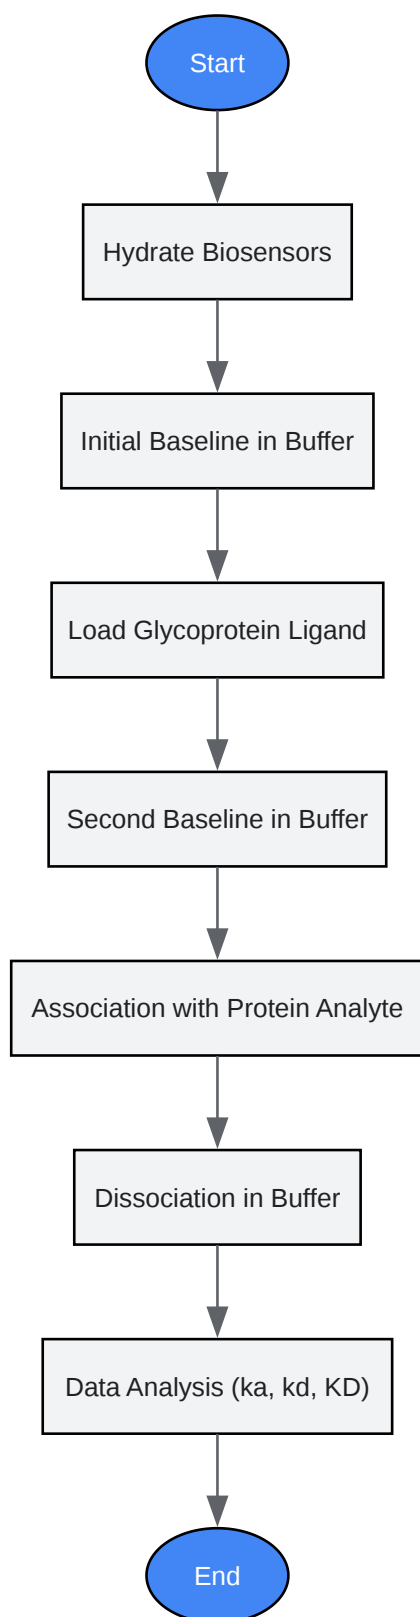 Start
Hydrate Biosensors
Initial Baseline in Buffer
Load Glycoprotein Ligand
Second Baseline in Buffer
Association with Protein Analyte
Dissociation in Buffer
Data Analysis (ka, kd, KD)
End